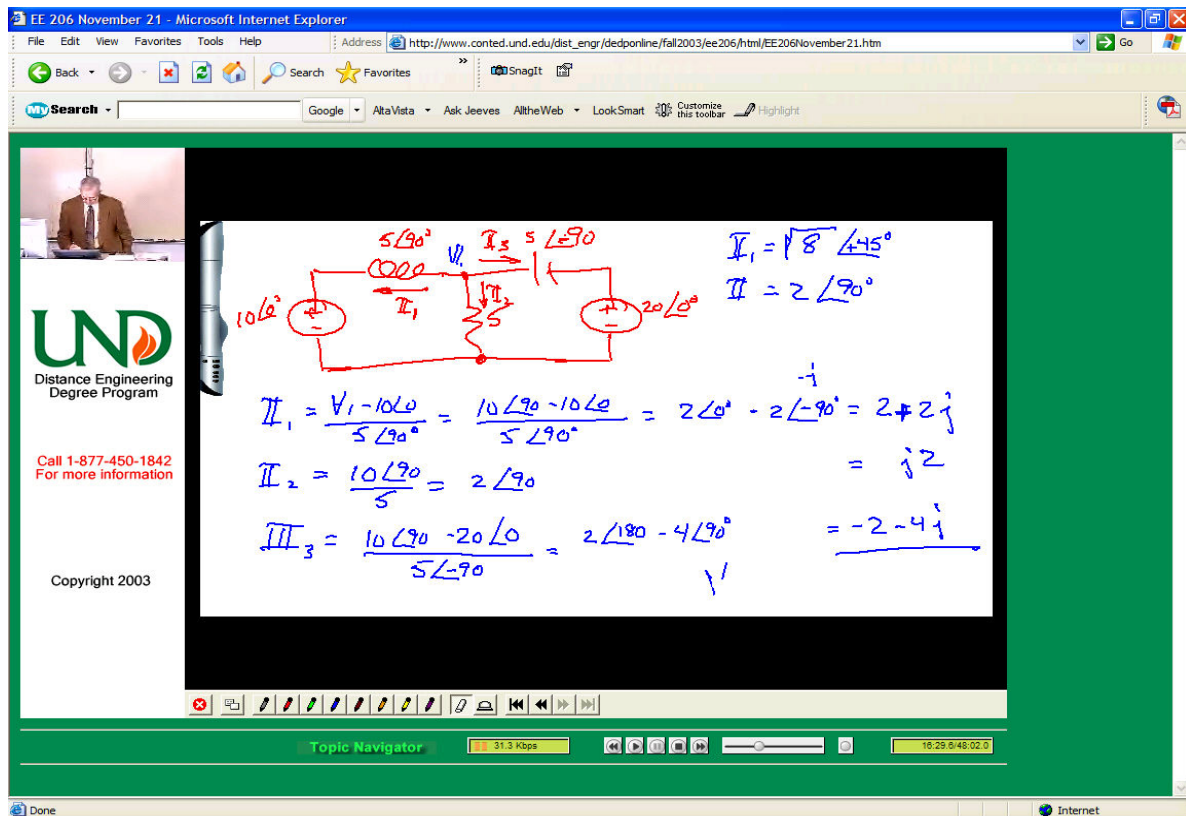 EE 206 November 21 - Microsoft Internet Explorer
File Edit View Favorites Tools Help
Address http://www.conted.und.edu/dist_engr/dedponline/fall2003/ee206/html/EE206November21.htm
Go
Back Search Favorites » SnagIt
My Search Google AltaVista Ask Jeeves AlltheWeb LookSmart Customize this toolbar Highlight
UND
Distance Engineering
Degree Program
Call 1-877-450-1842
For more information
Copyright 2003
5∠90° V₁ I₃ 5∠-90
10∠0° + - I₁ I₂ 5 + - 20∠0°
I₁ = √8 ∠+45°
I = 2∠90°
-j
I₁ = V₁-10∠0 / 5∠90° = 10∠90-10∠0 / 5∠90° = 2∠0° - 2∠-90° = 2+2j
I₂ = 10∠90 / 5 = 2∠90 = j2
III₃ = 10∠90-20∠0 / 5∠-90 = 2∠180 - 4∠90° = -2-4j
Topic Navigator
31.3 Kbps
16:29.6/48:02.0
Done
Internet